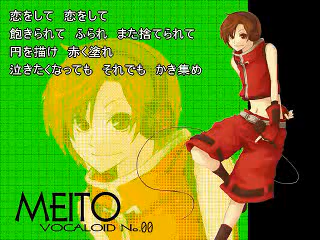 恋をして　恋をして
飽きられて　ふられ　また捨てられて
円を描け　赤く塗れ
泣きたくなっても　それでも　かき集め
MEITO
VOCALOID No.00